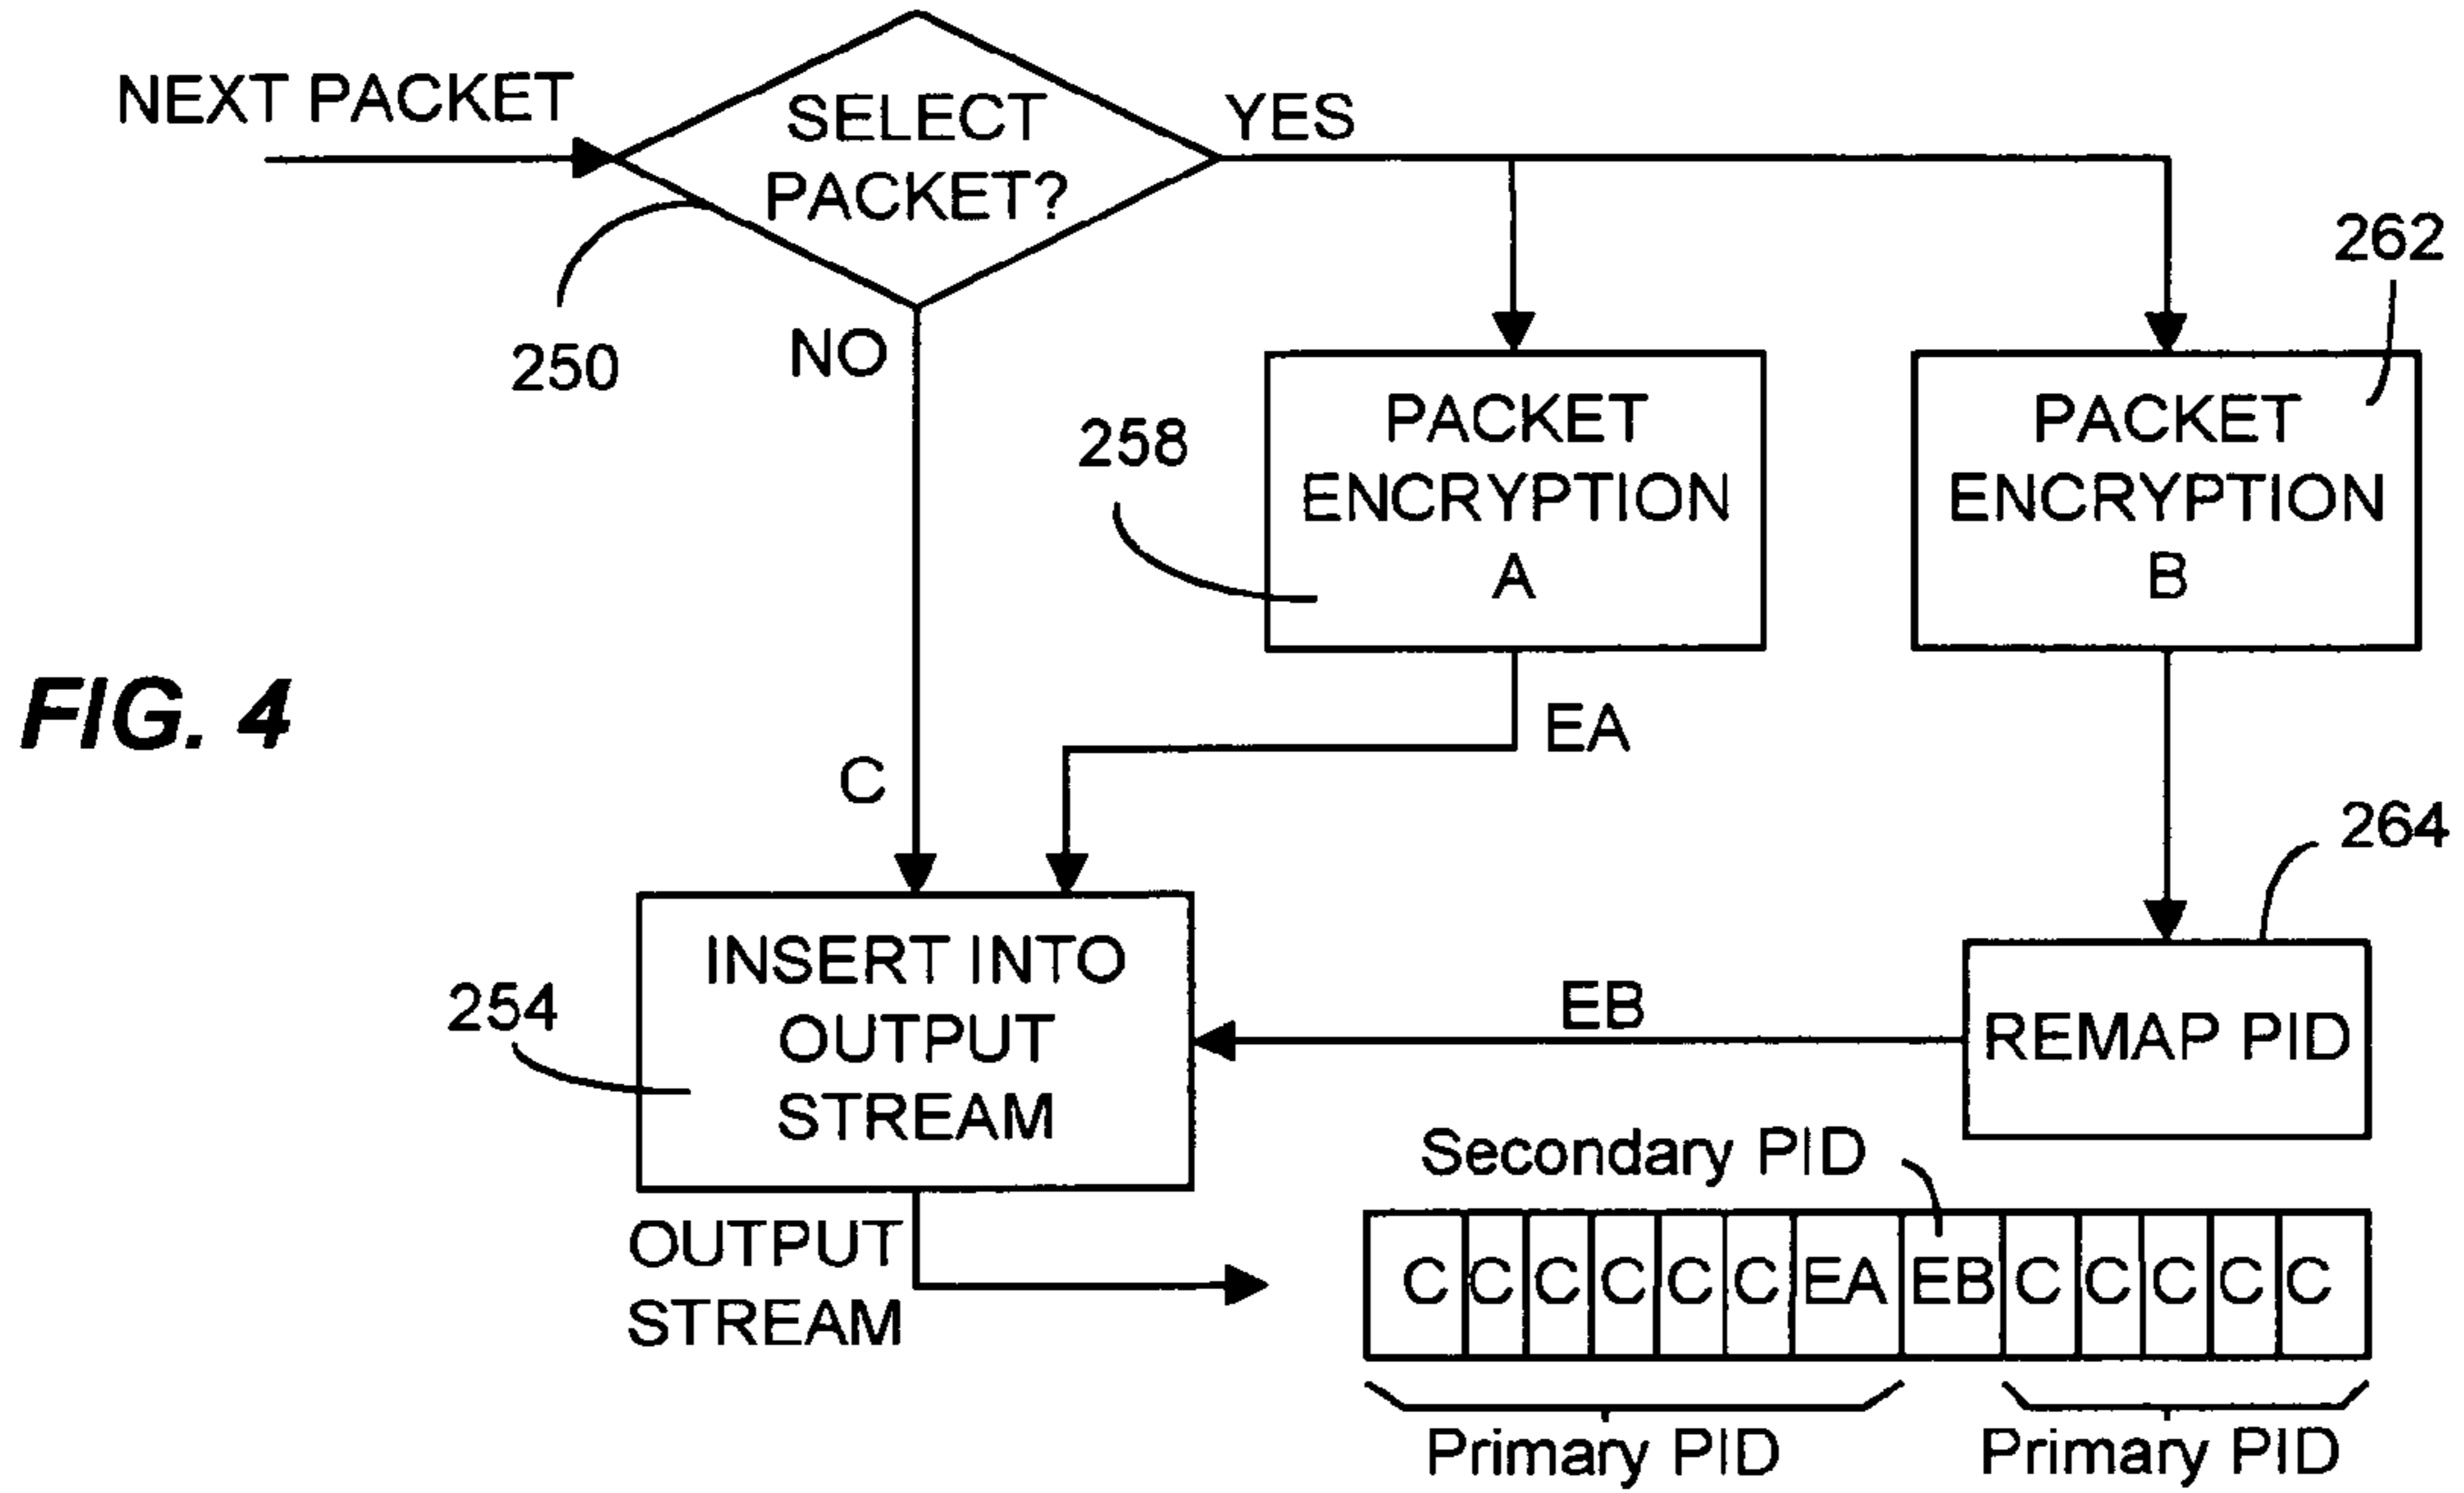 NEXT PACKET
SELECT
PACKET?
YES
NO
250
262
258
PACKET
ENCRYPTION
A
PACKET
ENCRYPTION
B
FIG. 4
C
EA
264
254
INSERT INTO
OUTPUT
STREAM
EB
REMAP PID
Secondary PID
OUTPUT
STREAM
C C C C C C EA EB C C C C C
Primary PID
Primary PID